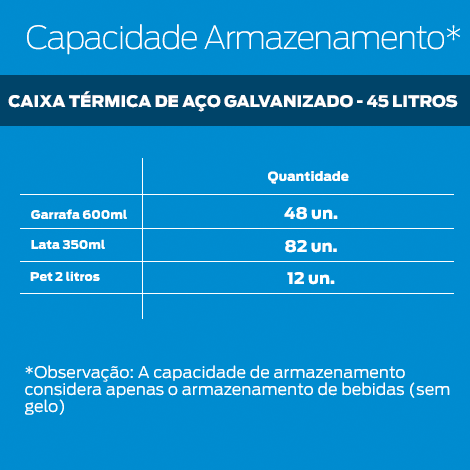 Capacidade Armazenamento*
CAIXA TÉRMICA DE AÇO GALVANIZADO - 45 LITROS
Quantidade
Garrafa 600ml 48 un.
Lata 350ml 82 un.
Pet 2 litros 12 un.
*Observação: A capacidade de armazenamento
considera apenas o armazenamento de bebidas (sem
gelo)